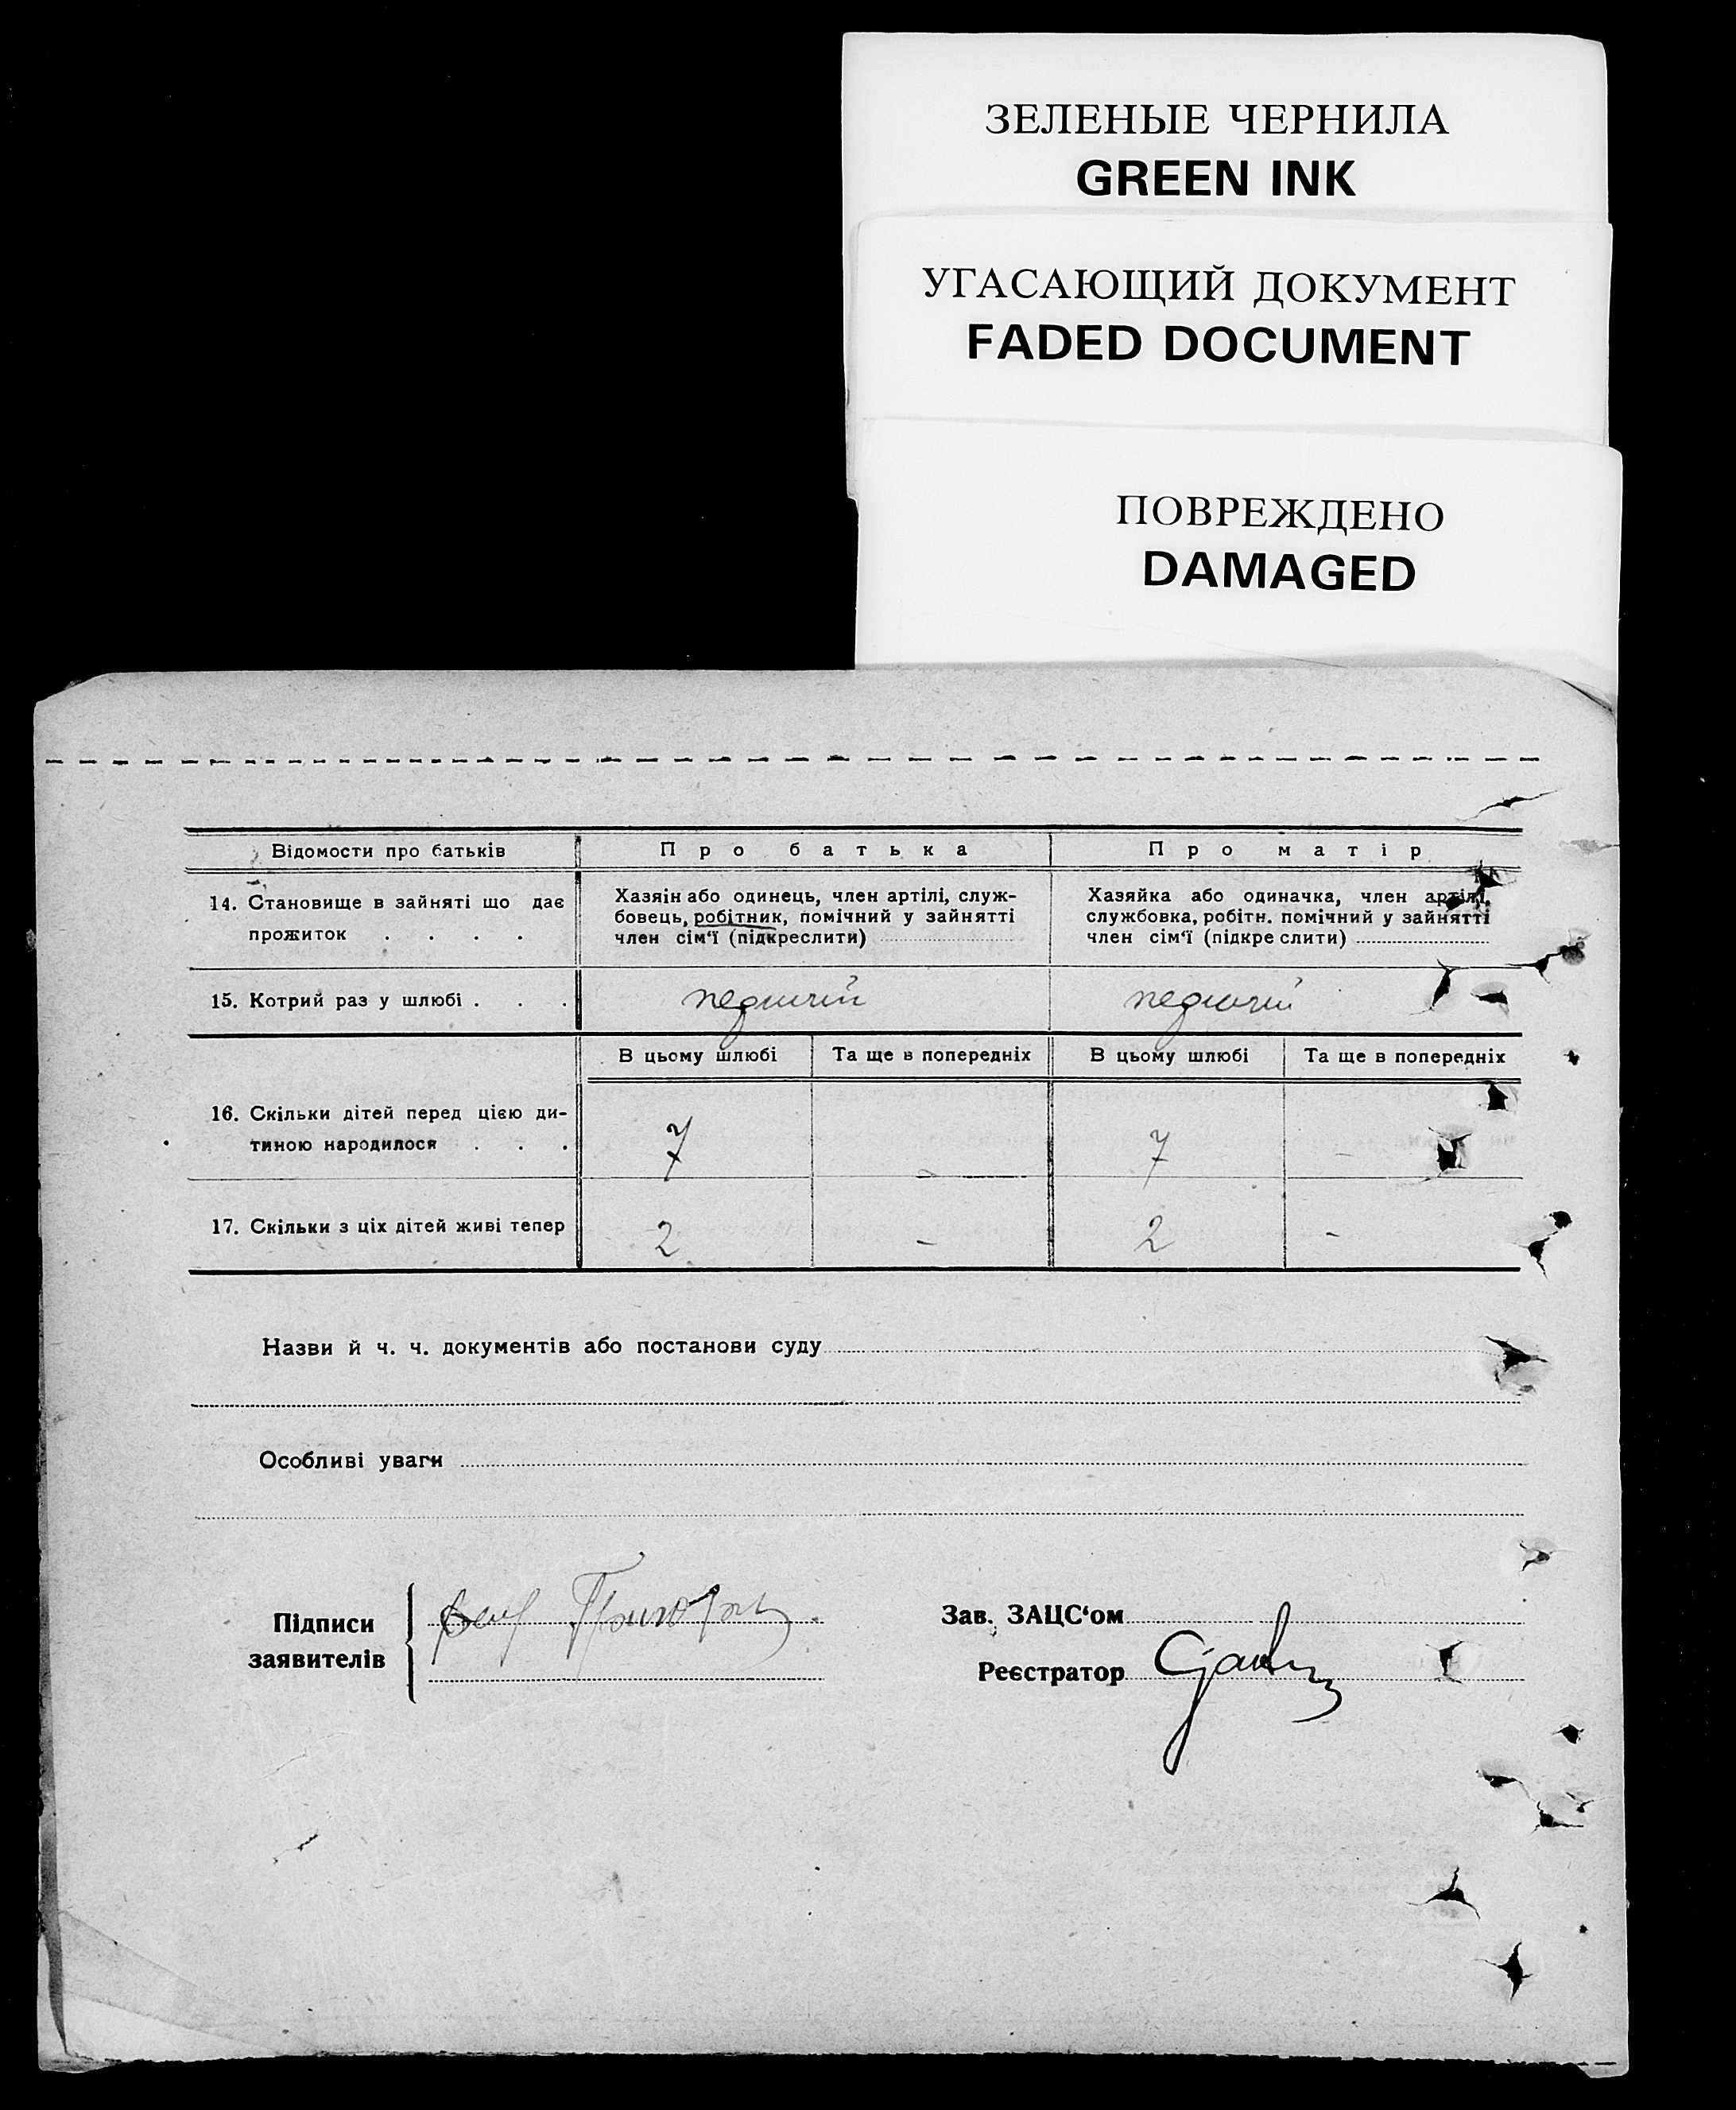 ЗЕЛЕНЫЕ ЧЕРНИЛА
GREEN INK
УГАСАЮЩИЙ ДОКУМЕНТ
FADED DOCUMENT
ПОВРЕЖДЕНО
DAMAGED
Відомости про батьків
Про батька
Про матір
14. Становище в зайняті що дає
прожиток . . . .
Хазяін або одинець, член артілі, служ-
бовець, робітник, помічний у зайнятті
член сім‘ї (підкреслити)
Хазяйка або одиначка, член артілі,
службовка, робітн. помічний у зайнятті
член сім‘ї (підкреслити)
15. Котрий раз у шлюбі . . .
В цьому шлюбі
Та ще в попередніх
В цьому шлюбі
Та ще в попередніх
16. Скільки дітей перед цією ди-
тиною народилося . . .
7
-
7
-
17. Скільки з ціх дітей живі тепер
2
-
2
-
Назви й ч. ч. документів або постанови суду
Особливі уваги
Підписи
заявителів
Зав. ЗАЦС‘ом
Реєстратор